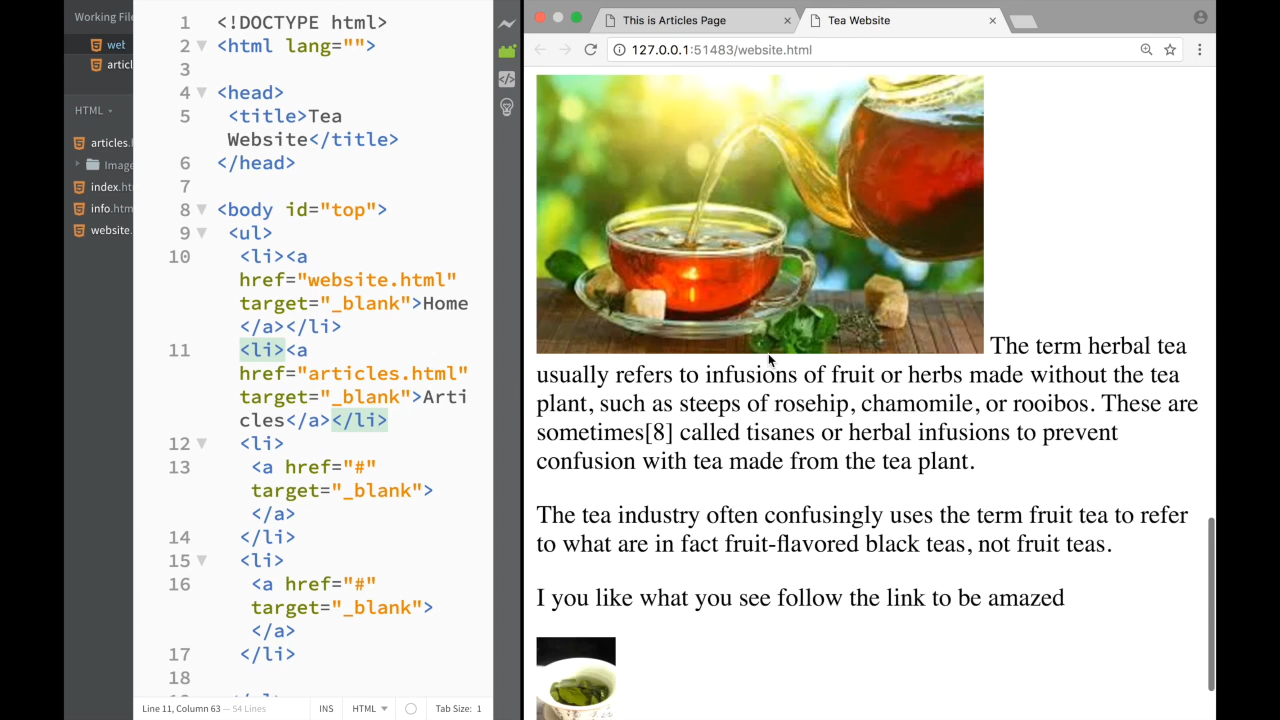 Working File
wet
articl
HTML
articles.
Image
index.ht
info.htm
website.
1 <!DOCTYPE html>
2 <html lang="">
3
4 <head>
5 <title>Tea
Website</title>
6 </head>
7
8 <body id="top">
9 <ul>
10 <li><a
href="website.html"
target="_blank">Home
</a></li>
11 <li><a
href="articles.html"
target="_blank">Arti
cles</a></li>
12 <li>
13 <a href="#"
target="_blank">
</a>
14 </li>
15 <li>
16 <a href="#"
target="_blank">
</a>
17 </li>
18
Line 11, Column 63 — 54 Lines
INS
HTML
Tab Size: 1
This is Articles Page
Tea Website
127.0.0.1:51483/website.html
The term herbal tea
usually refers to infusions of fruit or herbs made without the tea
plant, such as steeps of rosehip, chamomile, or rooibos. These are
sometimes[8] called tisanes or herbal infusions to prevent
confusion with tea made from the tea plant.
The tea industry often confusingly uses the term fruit tea to refer
to what are in fact fruit-flavored black teas, not fruit teas.
I you like what you see follow the link to be amazed